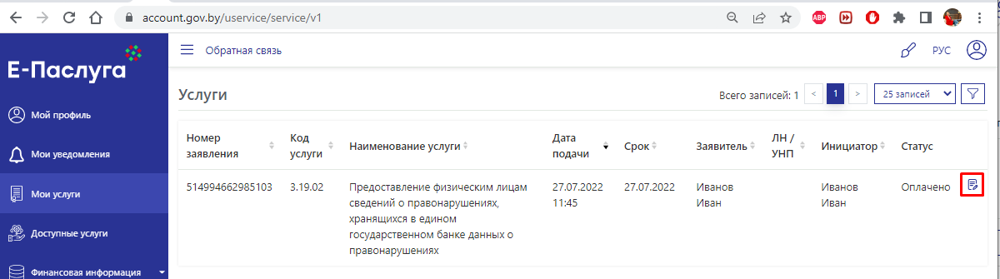 account.gov.by/uservice/service/v1
ABP
Е-Паслуга
Обратная связь
РУС
Мой профиль
Мои уведомления
Мои услуги
Доступные услуги
Финансовая информация
Услуги
Всего записей: 1
<
1
>
25 записей
Номер заявления
Код услуги
Наименование услуги
Дата подачи
Срок
Заявитель
ЛН / УНП
Инициатор
Статус
514994662985103
3.19.02
Предоставление физическим лицам
сведений о правонарушениях,
хранящихся в едином
государственном банке данных о
правонарушениях
27.07.2022
11:45
27.07.2022
Иванов
Иван
Иванов
Иван
Оплачено